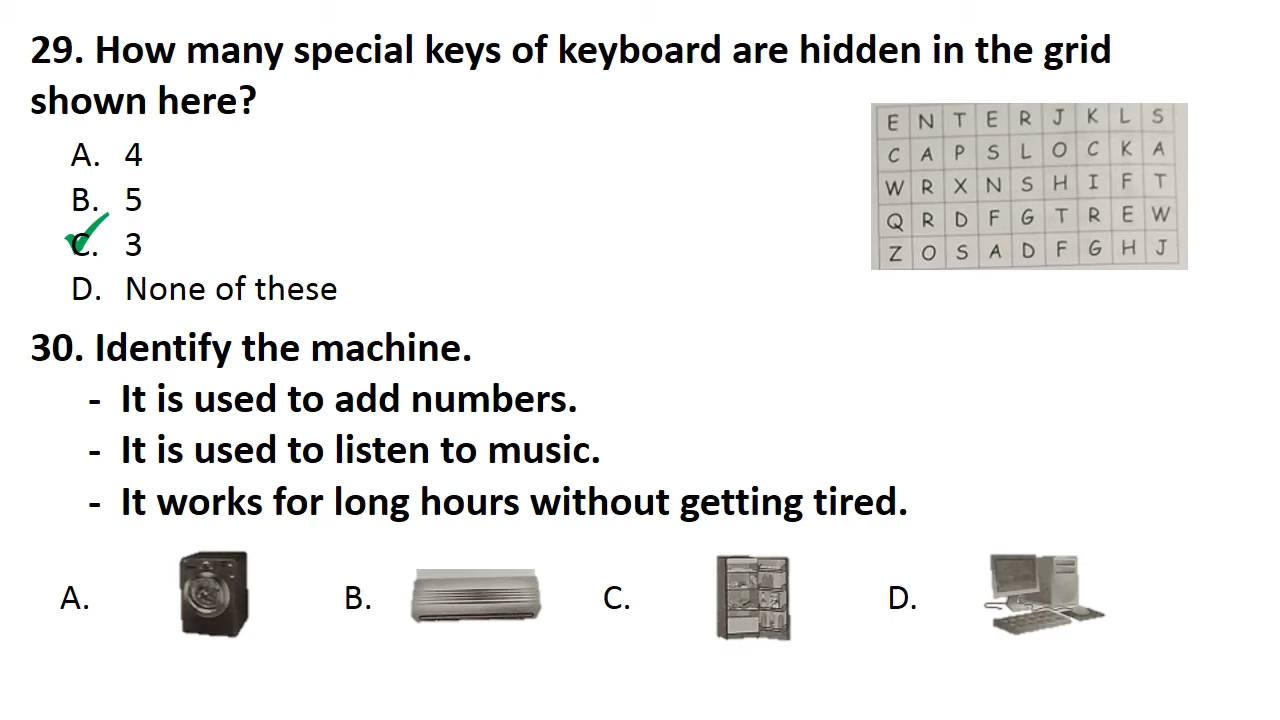 29. How many special keys of keyboard are hidden in the grid
shown here?
A. 4
B. 5
C. 3
D. None of these
E N T E R J K L S
C A P S L O C K A
W R X N S H I F T
Q R D F G T R E W
Z O S A D F G H J
30. Identify the machine.
- It is used to add numbers.
- It is used to listen to music.
- It works for long hours without getting tired.
A. B. C. D.